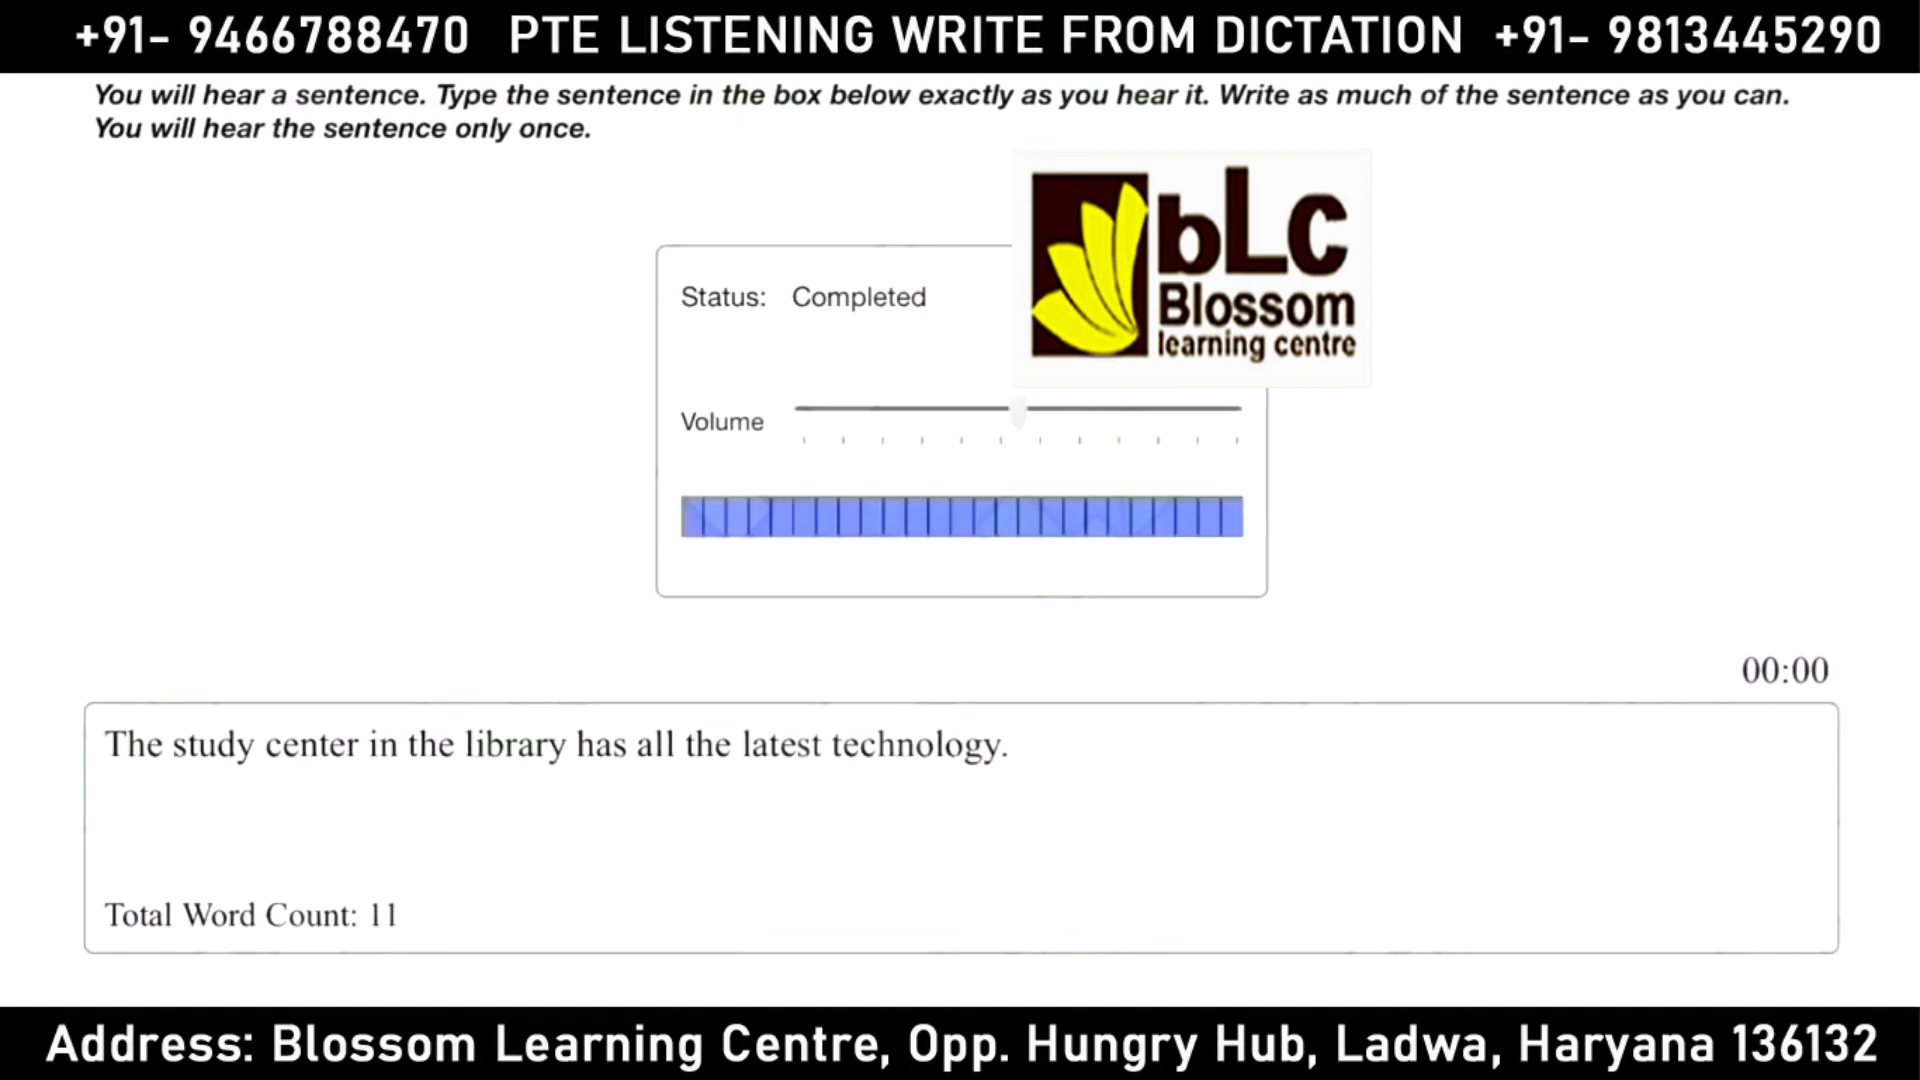 +91- 9466788470 PTE LISTENING WRITE FROM DICTATION +91- 9813445290
You will hear a sentence. Type the sentence in the box below exactly as you hear it. Write as much of the sentence as you can.
You will hear the sentence only once.
bLC
Blossom
learning centre
Status: Completed
Volume
00:00
The study center in the library has all the latest technology.
Total Word Count: 11
Address: Blossom Learning Centre, Opp. Hungry Hub, Ladwa, Haryana 136132